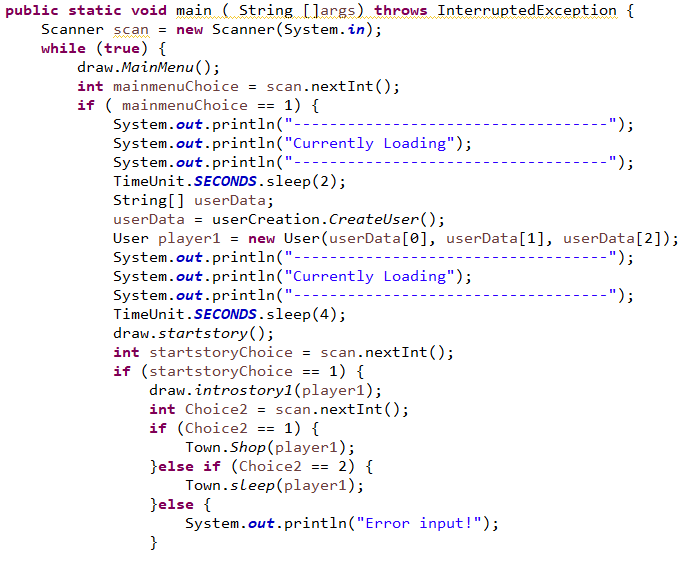 public static void main ( String []args) throws InterruptedException {
    Scanner scan = new Scanner(System.in);
    while (true) {
        draw.MainMenu();
        int mainmenuChoice = scan.nextInt();
        if ( mainmenuChoice == 1) {
            System.out.println("-----------------------------------");
            System.out.println("Currently Loading");
            System.out.println("-----------------------------------");
            TimeUnit.SECONDS.sleep(2);
            String[] userData;
            userData = userCreation.CreateUser();
            User player1 = new User(userData[0], userData[1], userData[2]);
            System.out.println("-----------------------------------");
            System.out.println("Currently Loading");
            System.out.println("-----------------------------------");
            TimeUnit.SECONDS.sleep(4);
            draw.startstory();
            int startstoryChoice = scan.nextInt();
            if (startstoryChoice == 1) {
                draw.introstory1(player1);
                int Choice2 = scan.nextInt();
                if (Choice2 == 1) {
                    Town.Shop(player1);
                }else if (Choice2 == 2) {
                    Town.sleep(player1);
                }else {
                    System.out.println("Error input!");
                }